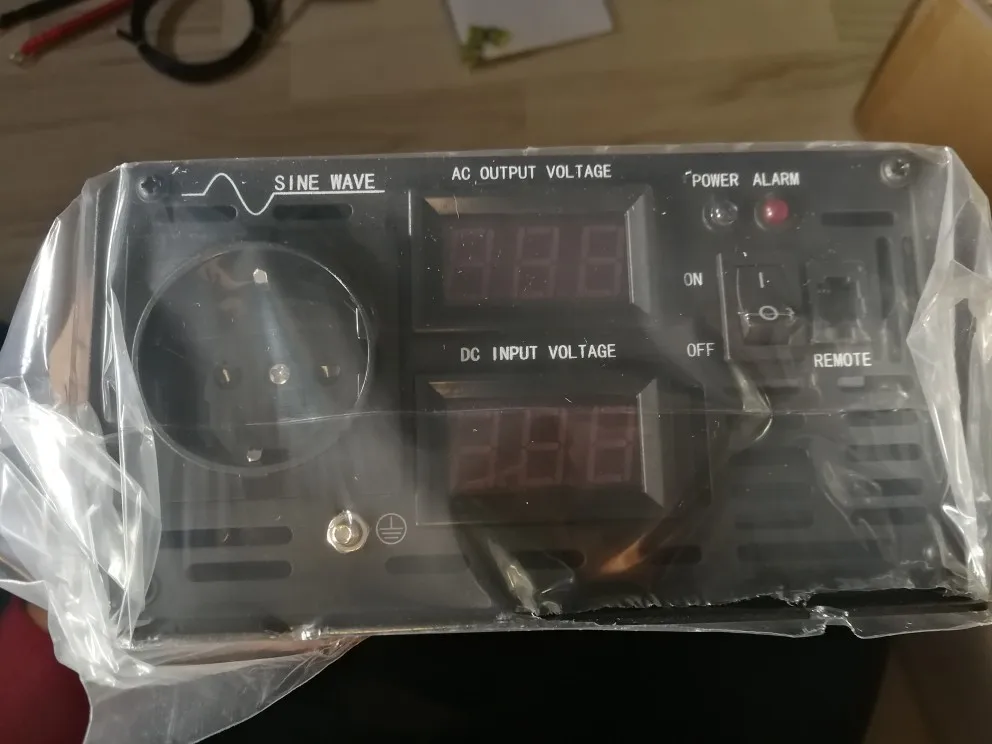 SINE WAVE
AC OUTPUT VOLTAGE
POWER ALARM
ON
I
O
OFF
DC INPUT VOLTAGE
REMOTE